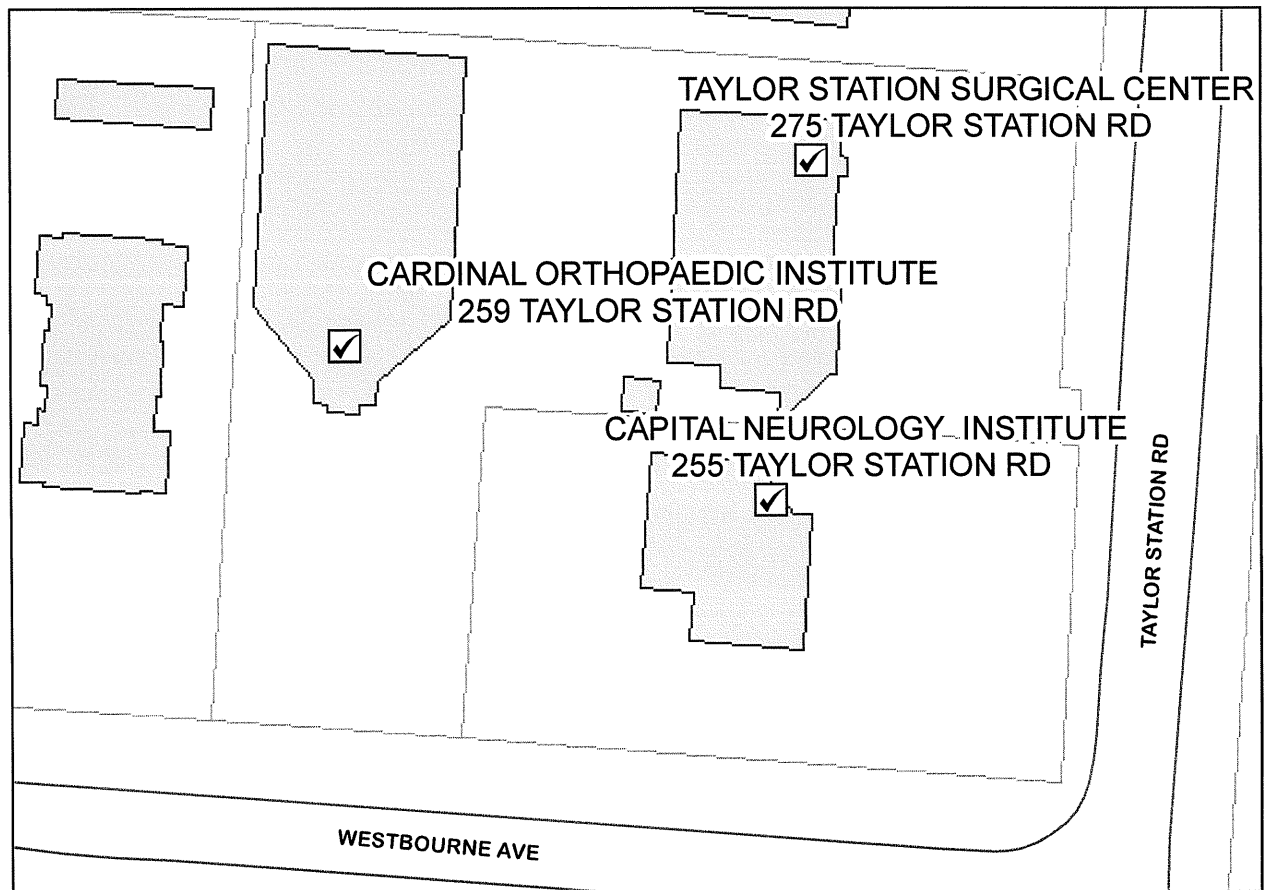 TAYLOR STATION SURGICAL CENTER
275 TAYLOR STATION RD
CARDINAL ORTHOPAEDIC INSTITUTE
259 TAYLOR STATION RD
CAPITAL NEUROLOGY INSTITUTE
255 TAYLOR STATION RD
TAYLOR STATION RD
WESTBOURNE AVE